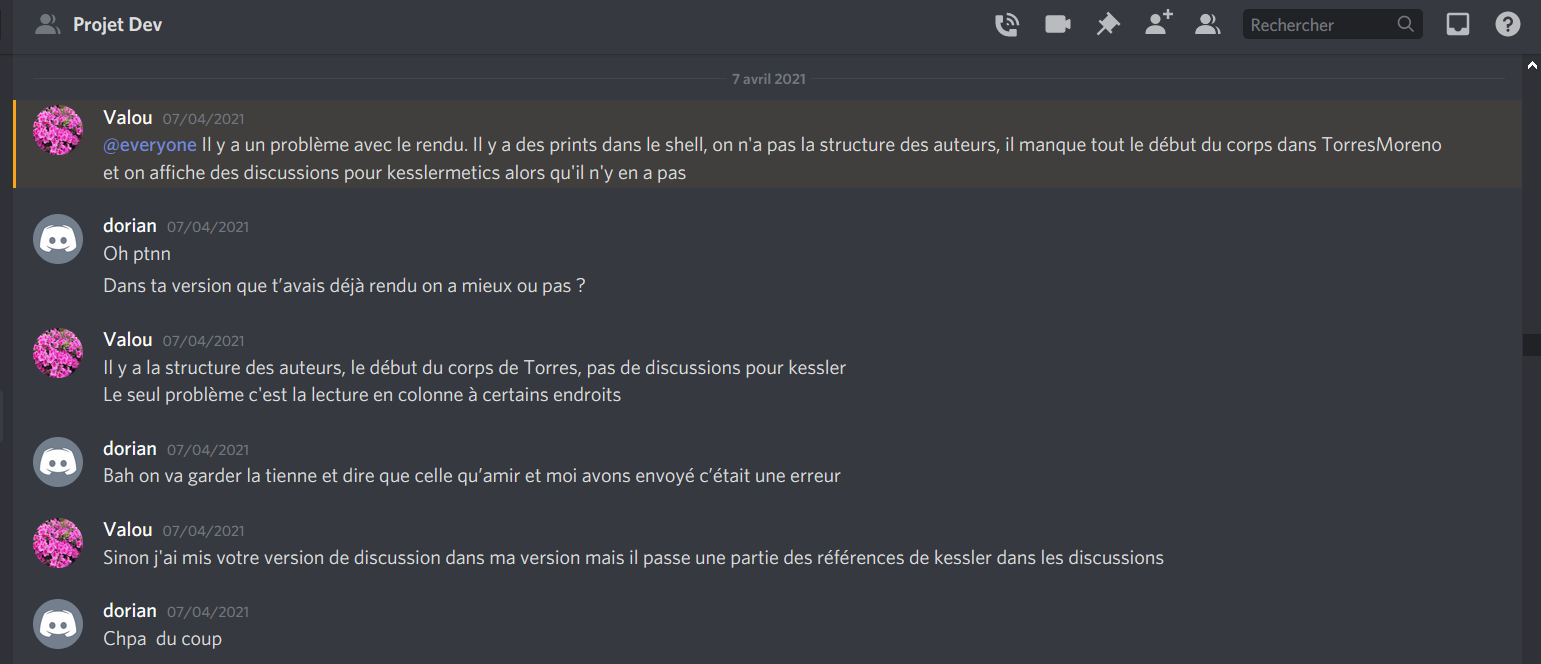 Projet Dev
Rechercher
7 avril 2021
Valou 07/04/2021
@everyone Il y a un problème avec le rendu. Il y a des prints dans le shell, on n'a pas la structure des auteurs, il manque tout le début du corps dans TorresMoreno
et on affiche des discussions pour kesslermetics alors qu'il n'y en a pas
dorian 07/04/2021
Oh ptnn
Dans ta version que t’avais déjà rendu on a mieux ou pas ?
Valou 07/04/2021
Il y a la structure des auteurs, le début du corps de Torres, pas de discussions pour kessler
Le seul problème c'est la lecture en colonne à certains endroits
dorian 07/04/2021
Bah on va garder la tienne et dire que celle qu’amir et moi avons envoyé c’était une erreur
Valou 07/04/2021
Sinon j'ai mis votre version de discussion dans ma version mais il passe une partie des références de kessler dans les discussions
dorian 07/04/2021
Chpa  du coup